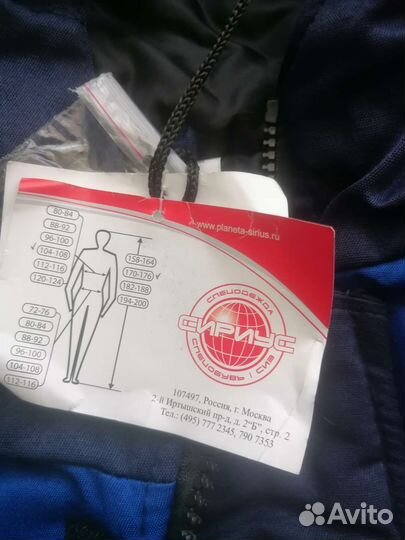 www.planeta-sirius.ru
80-84
88-92
96-100
✓ 104-108
112-116
120-124
158-164
170-176 ✓
182-188
194-200
72-76
80-84
88-92
96-100
104-108
112-116
СПЕЦОДЕЖДА
СИРИУС
СПЕЦОБУВЬ | СИЗ
107497, Россия, г. Москва
2-й Иртышский пр-д, д. 2"Б", стр. 2
Тел.: (495) 777 2345, 790 7353
Avito